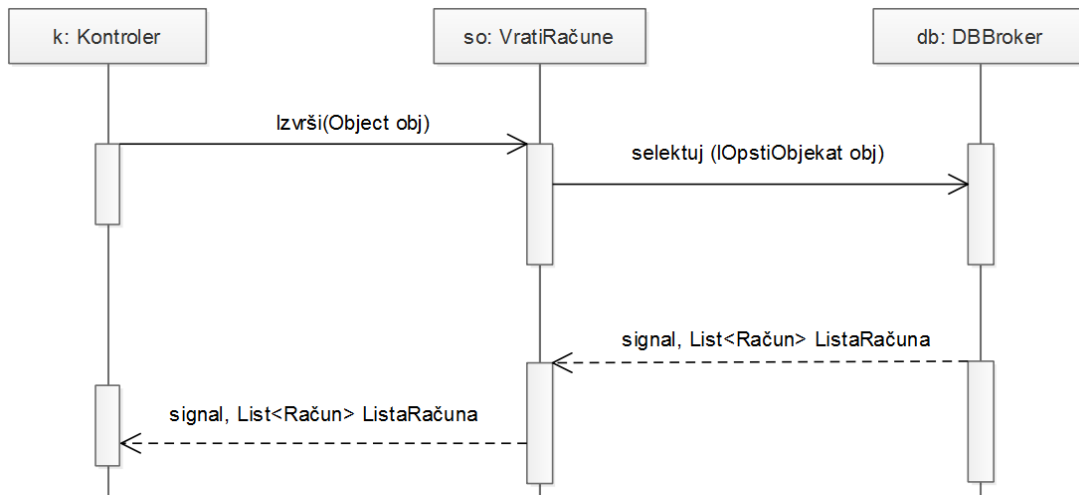 k: Kontroler
so: VratiRačune
db: DBBroker
Izvrši(Object obj)
selektuj (IOpstiObjekat obj)
signal, List<Račun> ListaRačuna
signal, List<Račun> ListaRačuna